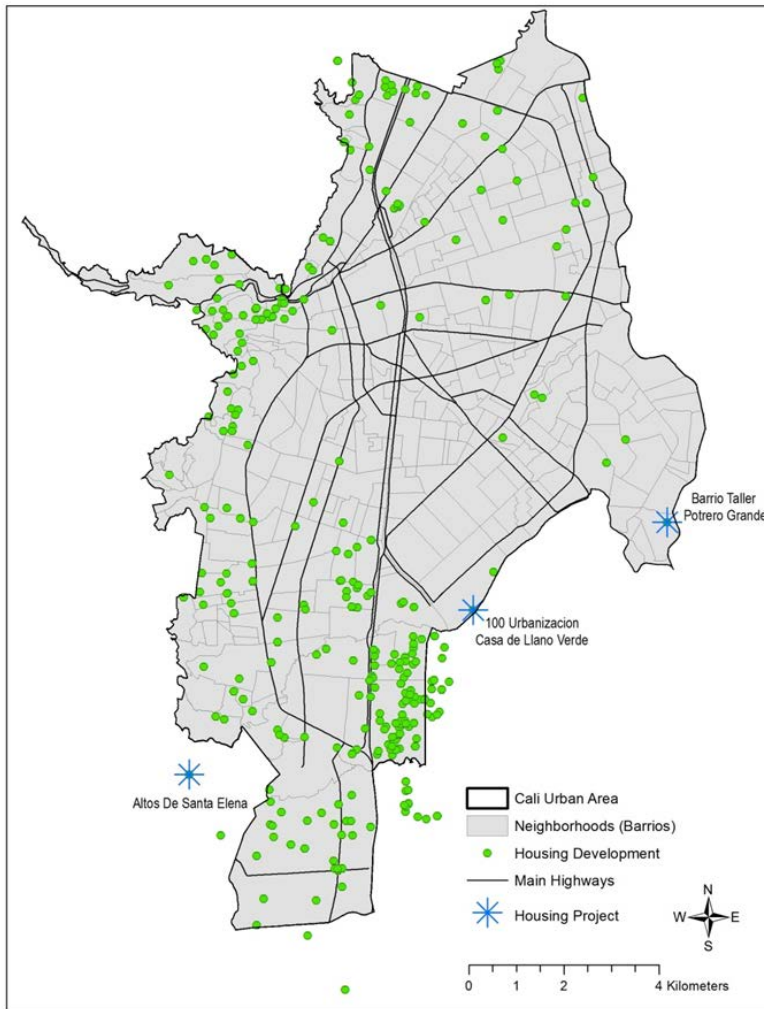 Barrio Taller
Potrero Grande
100 Urbanizacion
Casa de Llano Verde
Altos De Santa Elena
Cali Urban Area
Neighborhoods (Barrios)
Housing Development
Main Highways
Housing Project
N
W E
S
0 1 2 4 Kilometers